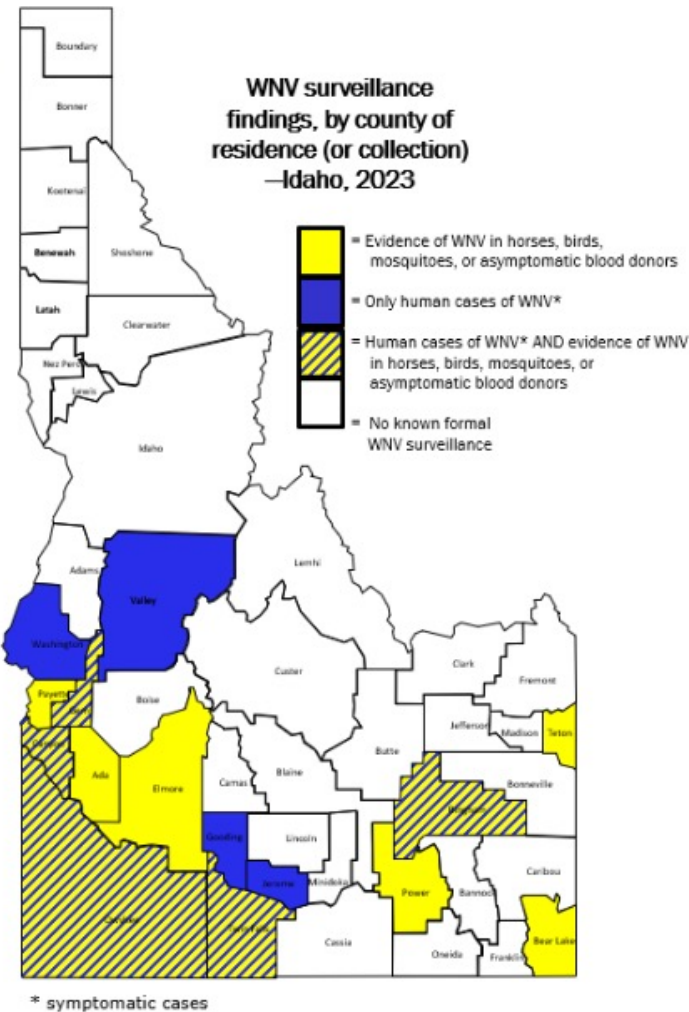 WNV surveillance
findings, by county of
residence (or collection)
—Idaho, 2023
= Evidence of WNV in horses, birds,
mosquitoes, or asymptomatic blood donors
= Only human cases of WNV*
= Human cases of WNV* AND evidence of WNV
in horses, birds, mosquitoes, or
asymptomatic blood donors
= No known formal
WNV surveillance
Boundary
Bonner
Kootenai
Benewah
Shoshone
Latah
Clearwater
Nez Pers
Lewis
Idaho
Adams
Valley
Lemhi
Washington
Custer
Clark
Fremont
Payette
Boise
Jefferson
Madison
Teton
Butte
Ada
Elmore
Camas
Blaine
Bonneville
Gooding
Lincoln
Jerome
Minidoka
Power
Bannoc
Caribou
Cassia
Oneida
Franklin
Bear Lake
* symptomatic cases